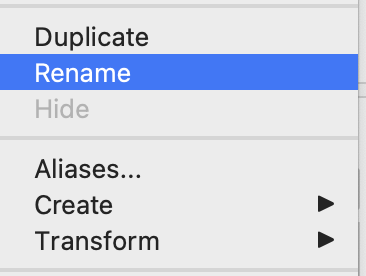 Duplicate
Rename
Hide
Aliases...
Create
Transform